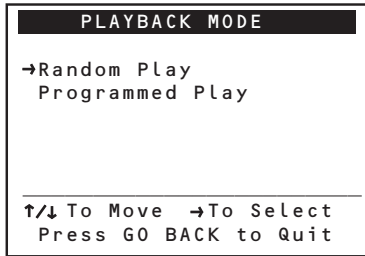 PLAYBACK MODE
→Random Play
Programmed Play
↑/↓ To Move →To Select
Press GO BACK to Quit